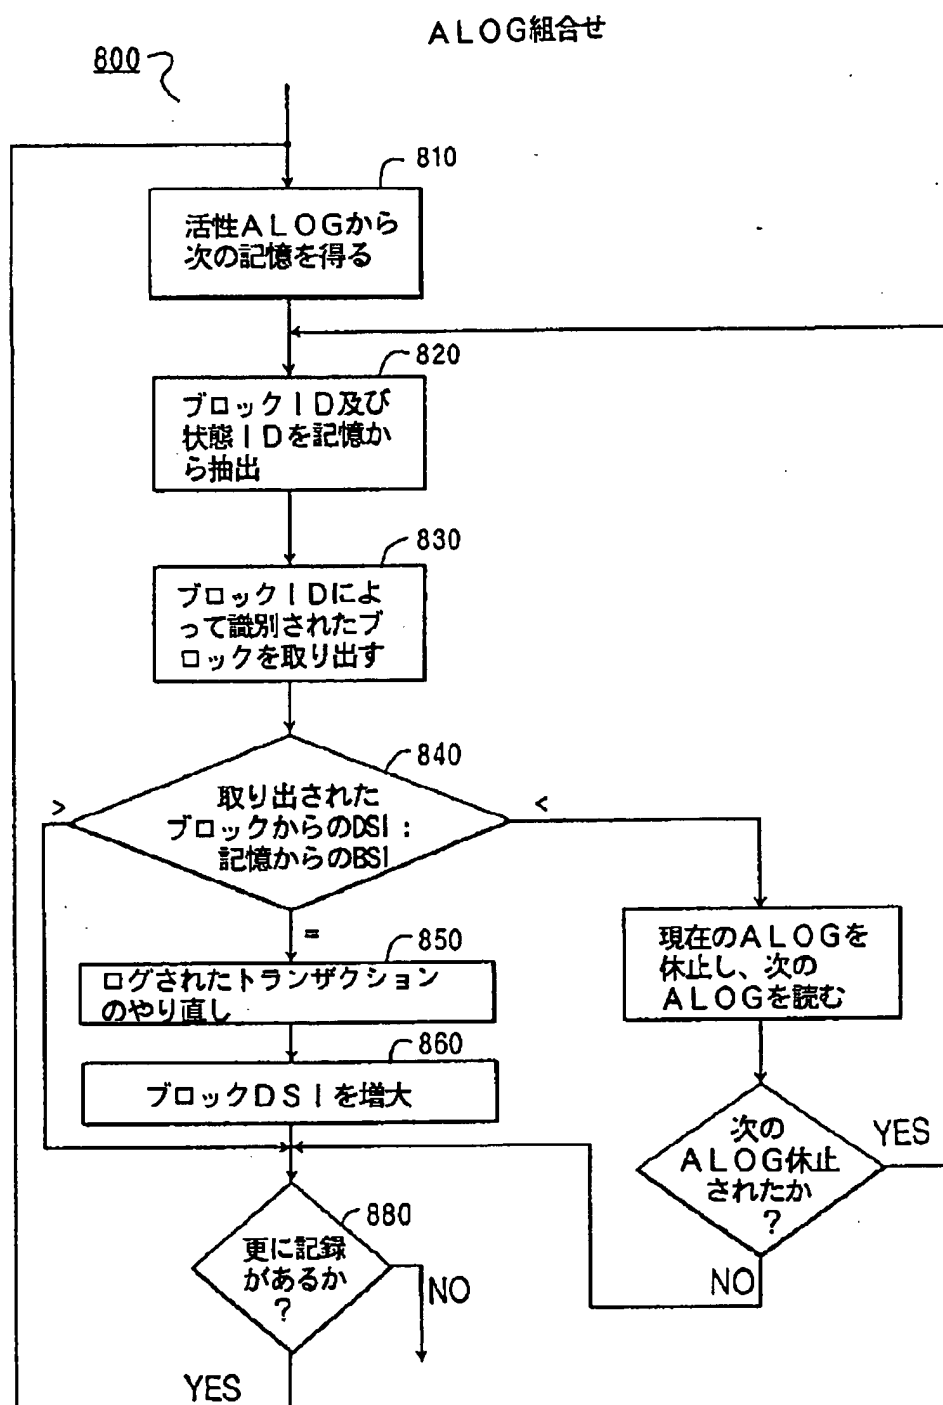 ALOG組合せ
800
810
活性ALOGから
次の記憶を得る
820
ブロックID及び
状態IDを記憶か
ら抽出
830
ブロックIDによ
って識別されたブ
ロックを取り出す
840
>
<
取り出された
ブロックからのDSI:
記憶からのBSI
=
850
ログされたトランザクション
のやり直し
860
ブロックDSIを増大
現在のALOGを
休止し、次の
ALOGを読む
次の
ALOG休止
されたか
?
YES
NO
880
更に記録
があるか
?
NO
YES